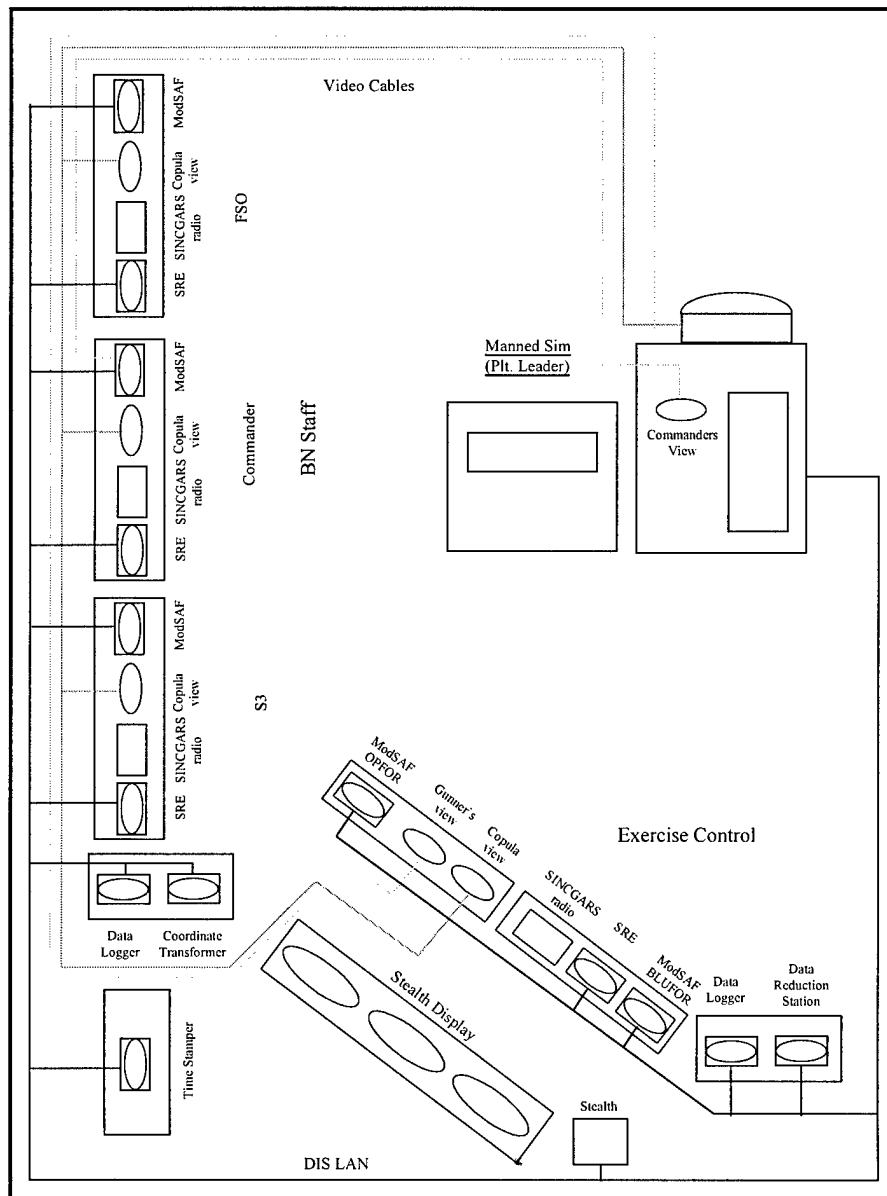 Video Cables
ModSAF
Copula
view
SINCGARS
radio
SRE
FSO
ModSAF
Copula
view
SINCGARS
radio
SRE
Commander
BN Staff
Manned Sim
(Plt. Leader)
Commanders
View
ModSAF
Copula
view
SINCGARS
radio
SRE
S3
ModSAF
OPFOR
Gunner's
view
Copula
view
Exercise Control
SINCGARS
radio
SRE
ModSAF
BLUFOR
Data
Logger
Coordinate
Transformer
Data
Logger
Data
Reduction
Station
Stealth Display
Time Stamper
Stealth
DIS LAN